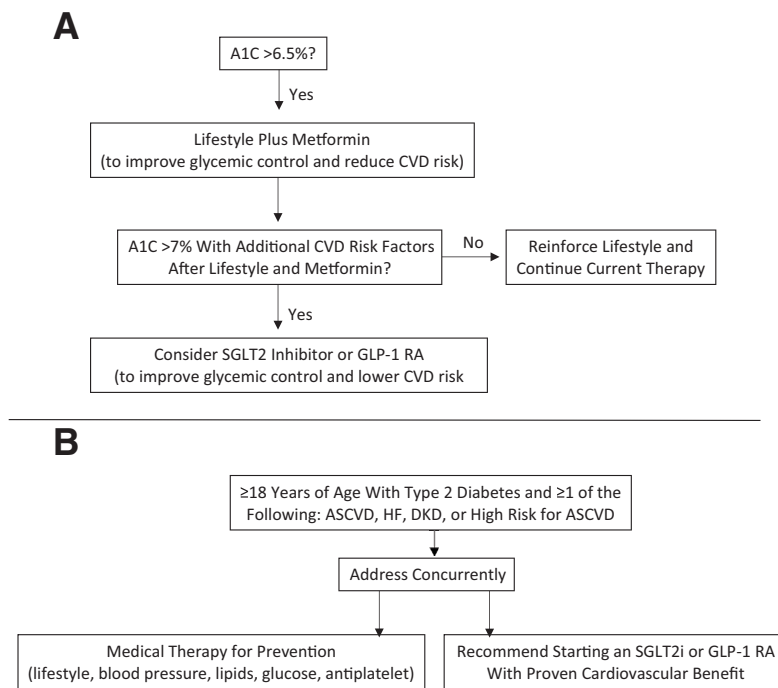 A
A1C >6.5%?
Yes
Lifestyle Plus Metformin
(to improve glycemic control and reduce CVD risk)
A1C >7% With Additional CVD Risk Factors
After Lifestyle and Metformin?
No
Reinforce Lifestyle and
Continue Current Therapy
Yes
Consider SGLT2 Inhibitor or GLP-1 RA
(to improve glycemic control and lower CVD risk
B
≥18 Years of Age With Type 2 Diabetes and ≥1 of the
Following: ASCVD, HF, DKD, or High Risk for ASCVD
Address Concurrently
Medical Therapy for Prevention
(lifestyle, blood pressure, lipids, glucose, antiplatelet)
Recommend Starting an SGLT2i or GLP-1 RA
With Proven Cardiovascular Benefit